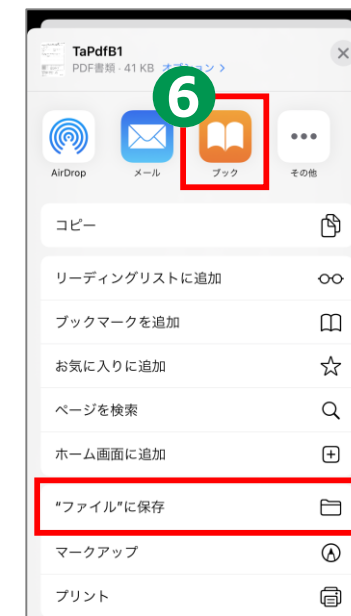 TaPdfB1
PDF書類・41 KB オプション >
6
AirDrop メール ブック その他
コピー
リーディングリストに追加
ブックマークを追加
お気に入りに追加
ページを検索
ホーム画面に追加
“ファイル”に保存
マークアップ
プリント